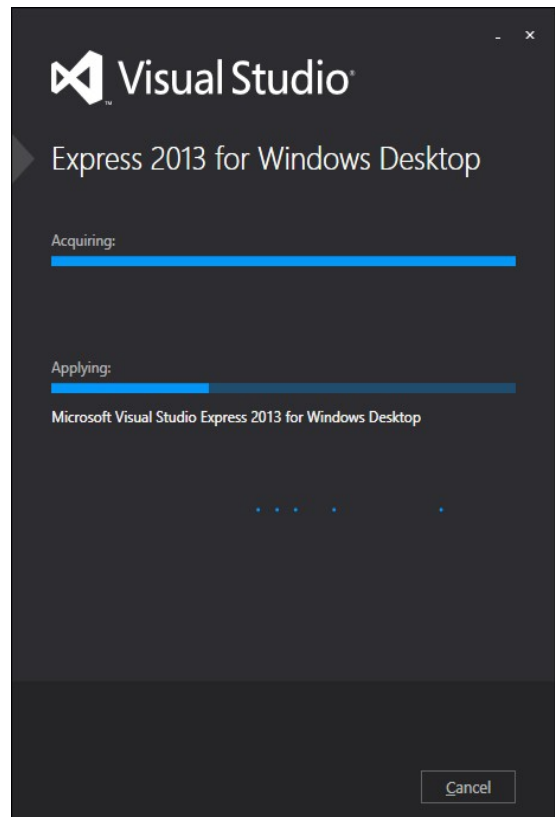 Visual Studio
Express 2013 for Windows Desktop
Acquiring:
Applying:
Microsoft Visual Studio Express 2013 for Windows Desktop
Cancel